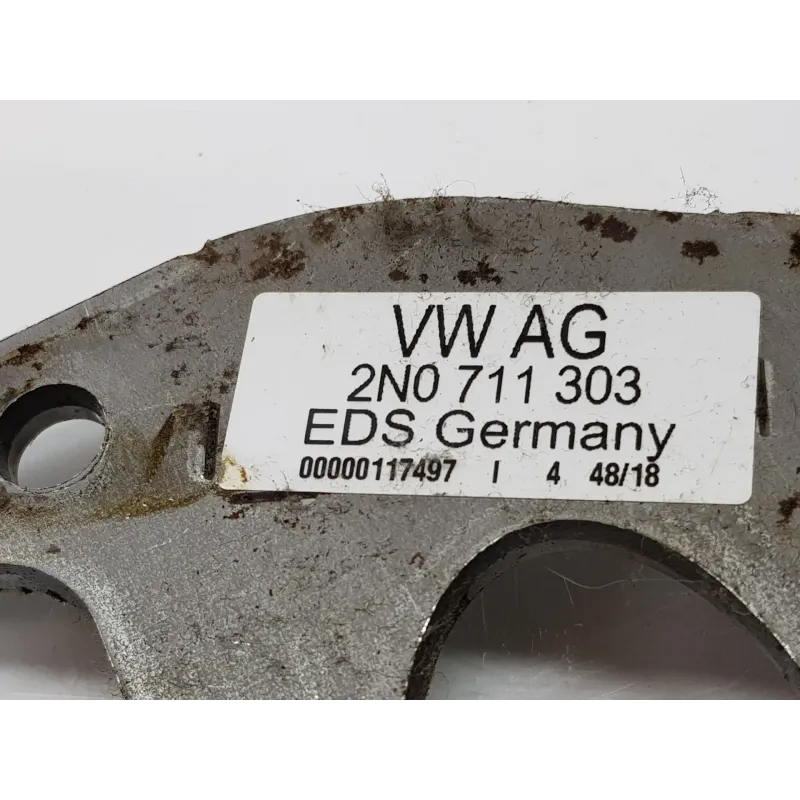 VW AG
2N0 711 303
EDS Germany
00000117497 I 4 48/18